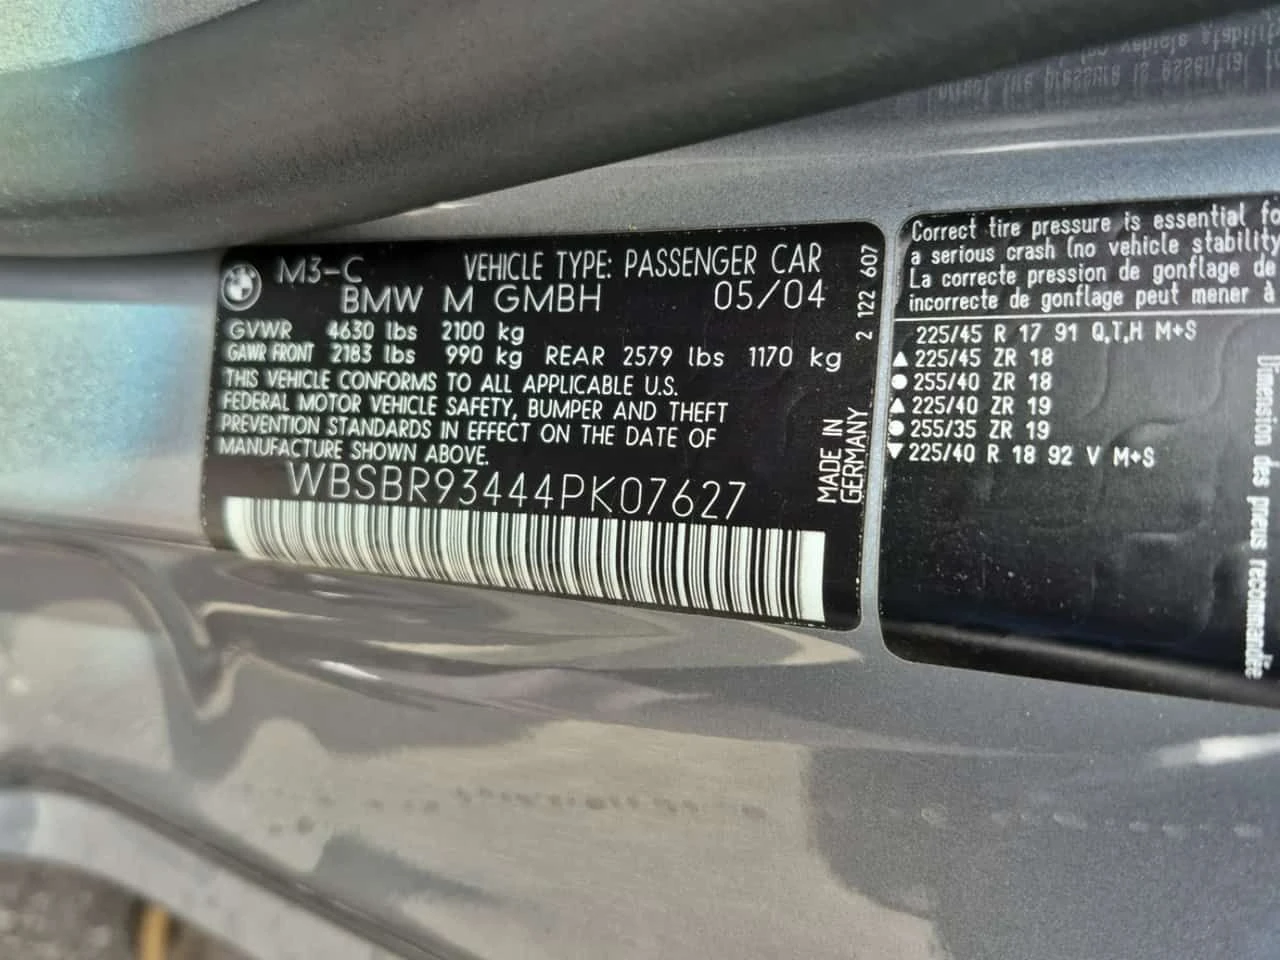 M3-C VEHICLE TYPE: PASSENGER CAR
BMW M GMBH 05/04
GVWR 4630 lbs 2100 kg
GAWR FRONT 2183 lbs 990 kg REAR 2579 lbs 1170 kg
THIS VEHICLE CONFORMS TO ALL APPLICABLE U.S.
FEDERAL MOTOR VEHICLE SAFETY, BUMPER AND THEFT
PREVENTION STANDARDS IN EFFECT ON THE DATE OF
MANUFACTURE SHOWN ABOVE.
WBSBR93444PK07627
MADE IN
GERMANY
2 122 607
Correct tire pressure is essential
a serious crash (no vehicle stability
La correcte pression de gonflage de
incorrecte de gonflage peut mener à
225/45 R 17 91 Q,T,H M+S
▲ 225/45 ZR 18
● 255/40 ZR 18
▲ 225/40 ZR 19
● 255/35 ZR 19
▼ 225/40 R 18 92 V M+S
Dimension des pneus recommandée